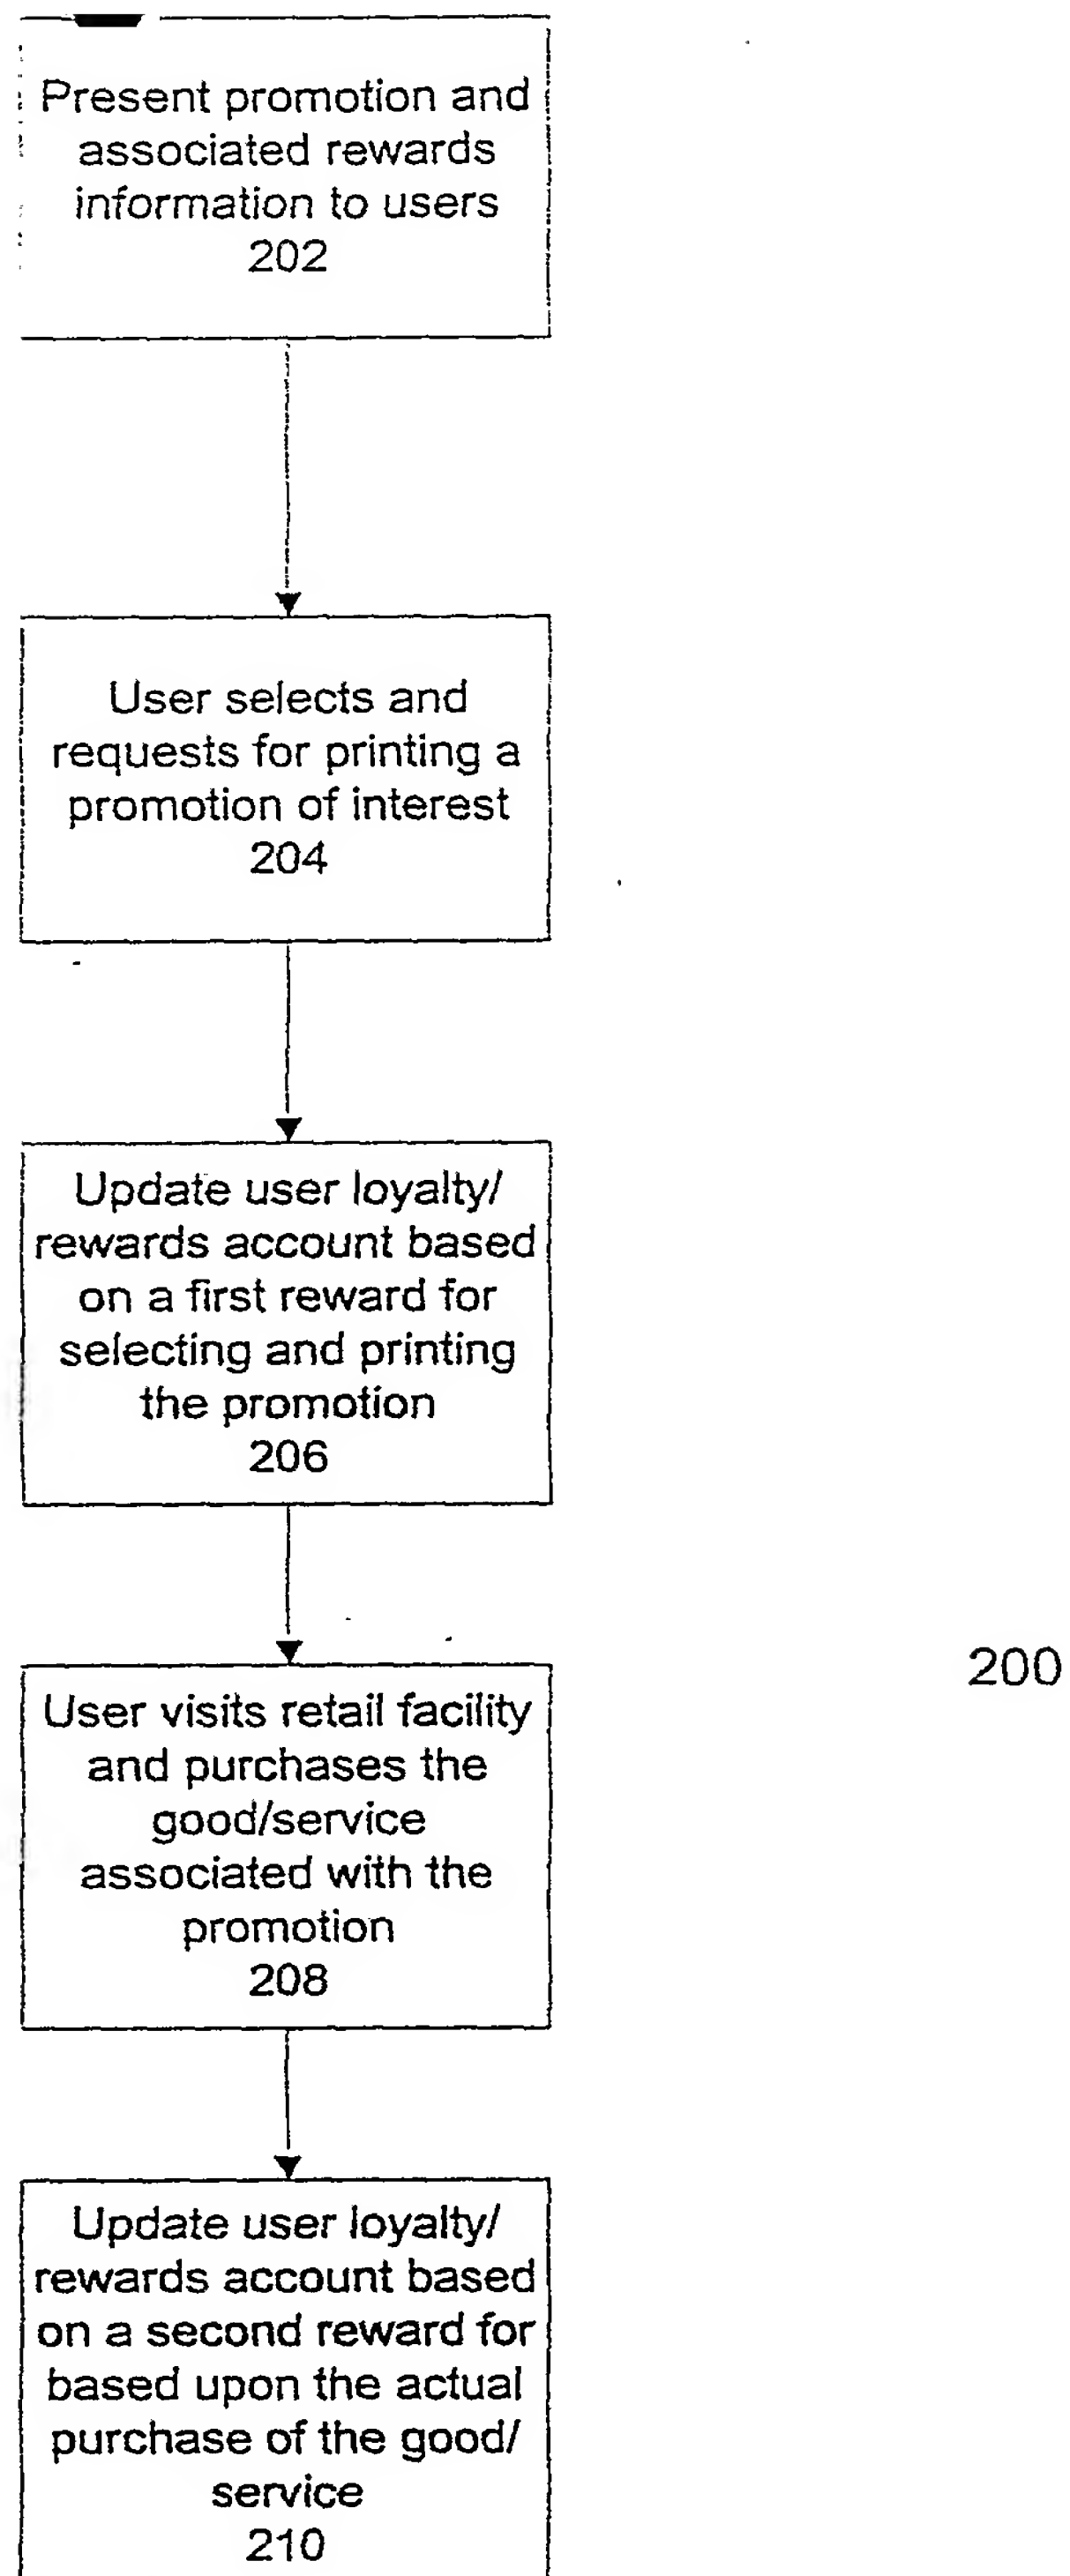 Present promotion and
associated rewards
information to users
202
User selects and
requests for printing a
promotion of interest
204
Update user loyalty/
rewards account based
on a first reward for
selecting and printing
the promotion
206
200
User visits retail facility
and purchases the
good/service
associated with the
promotion
208
Update user loyalty/
rewards account based
on a second reward for
based upon the actual
purchase of the good/
service
210